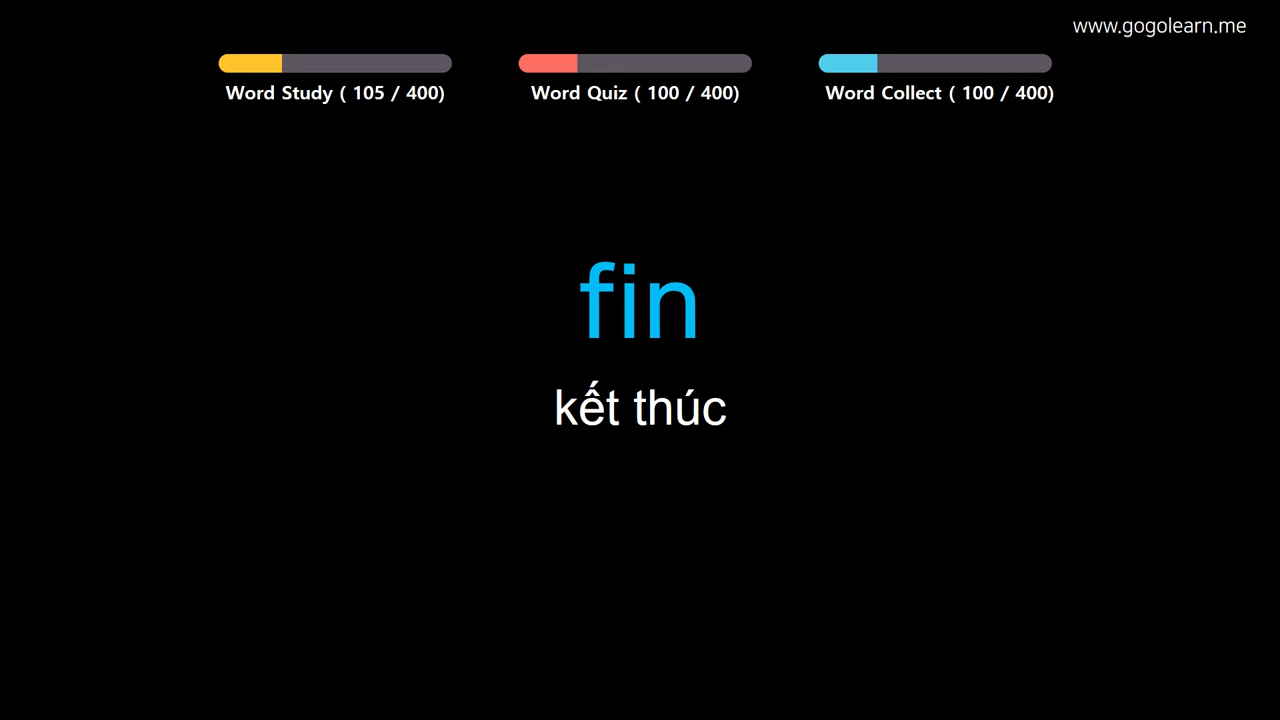 www.gogolearn.me
Word Study ( 105 / 400)
Word Quiz ( 100 / 400)
Word Collect ( 100 / 400)
fin
kết thúc